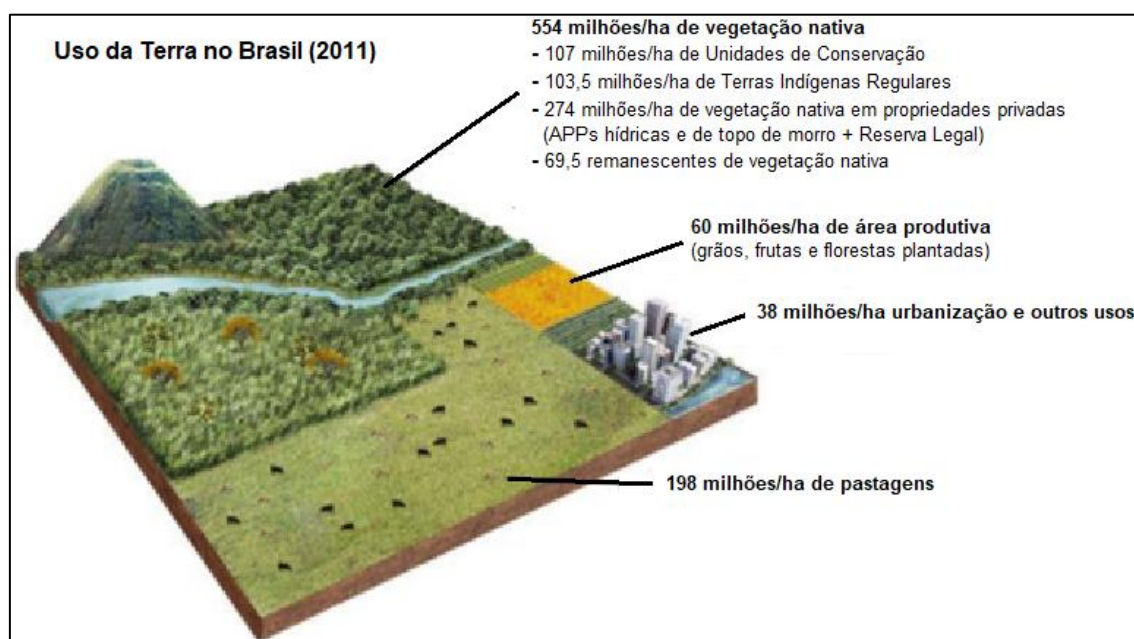 Uso da Terra no Brasil (2011)
554 milhões/ha de vegetação nativa
- 107 milhões/ha de Unidades de Conservação
- 103,5 milhões/ha de Terras Indígenas Regulares
- 274 milhões/ha de vegetação nativa em propriedades privadas
(APPs hídricas e de topo de morro + Reserva Legal)
- 69,5 remanescentes de vegetação nativa
60 milhões/ha de área produtiva
(grãos, frutas e florestas plantadas)
38 milhões/ha urbanização e outros usos
198 milhões/ha de pastagens